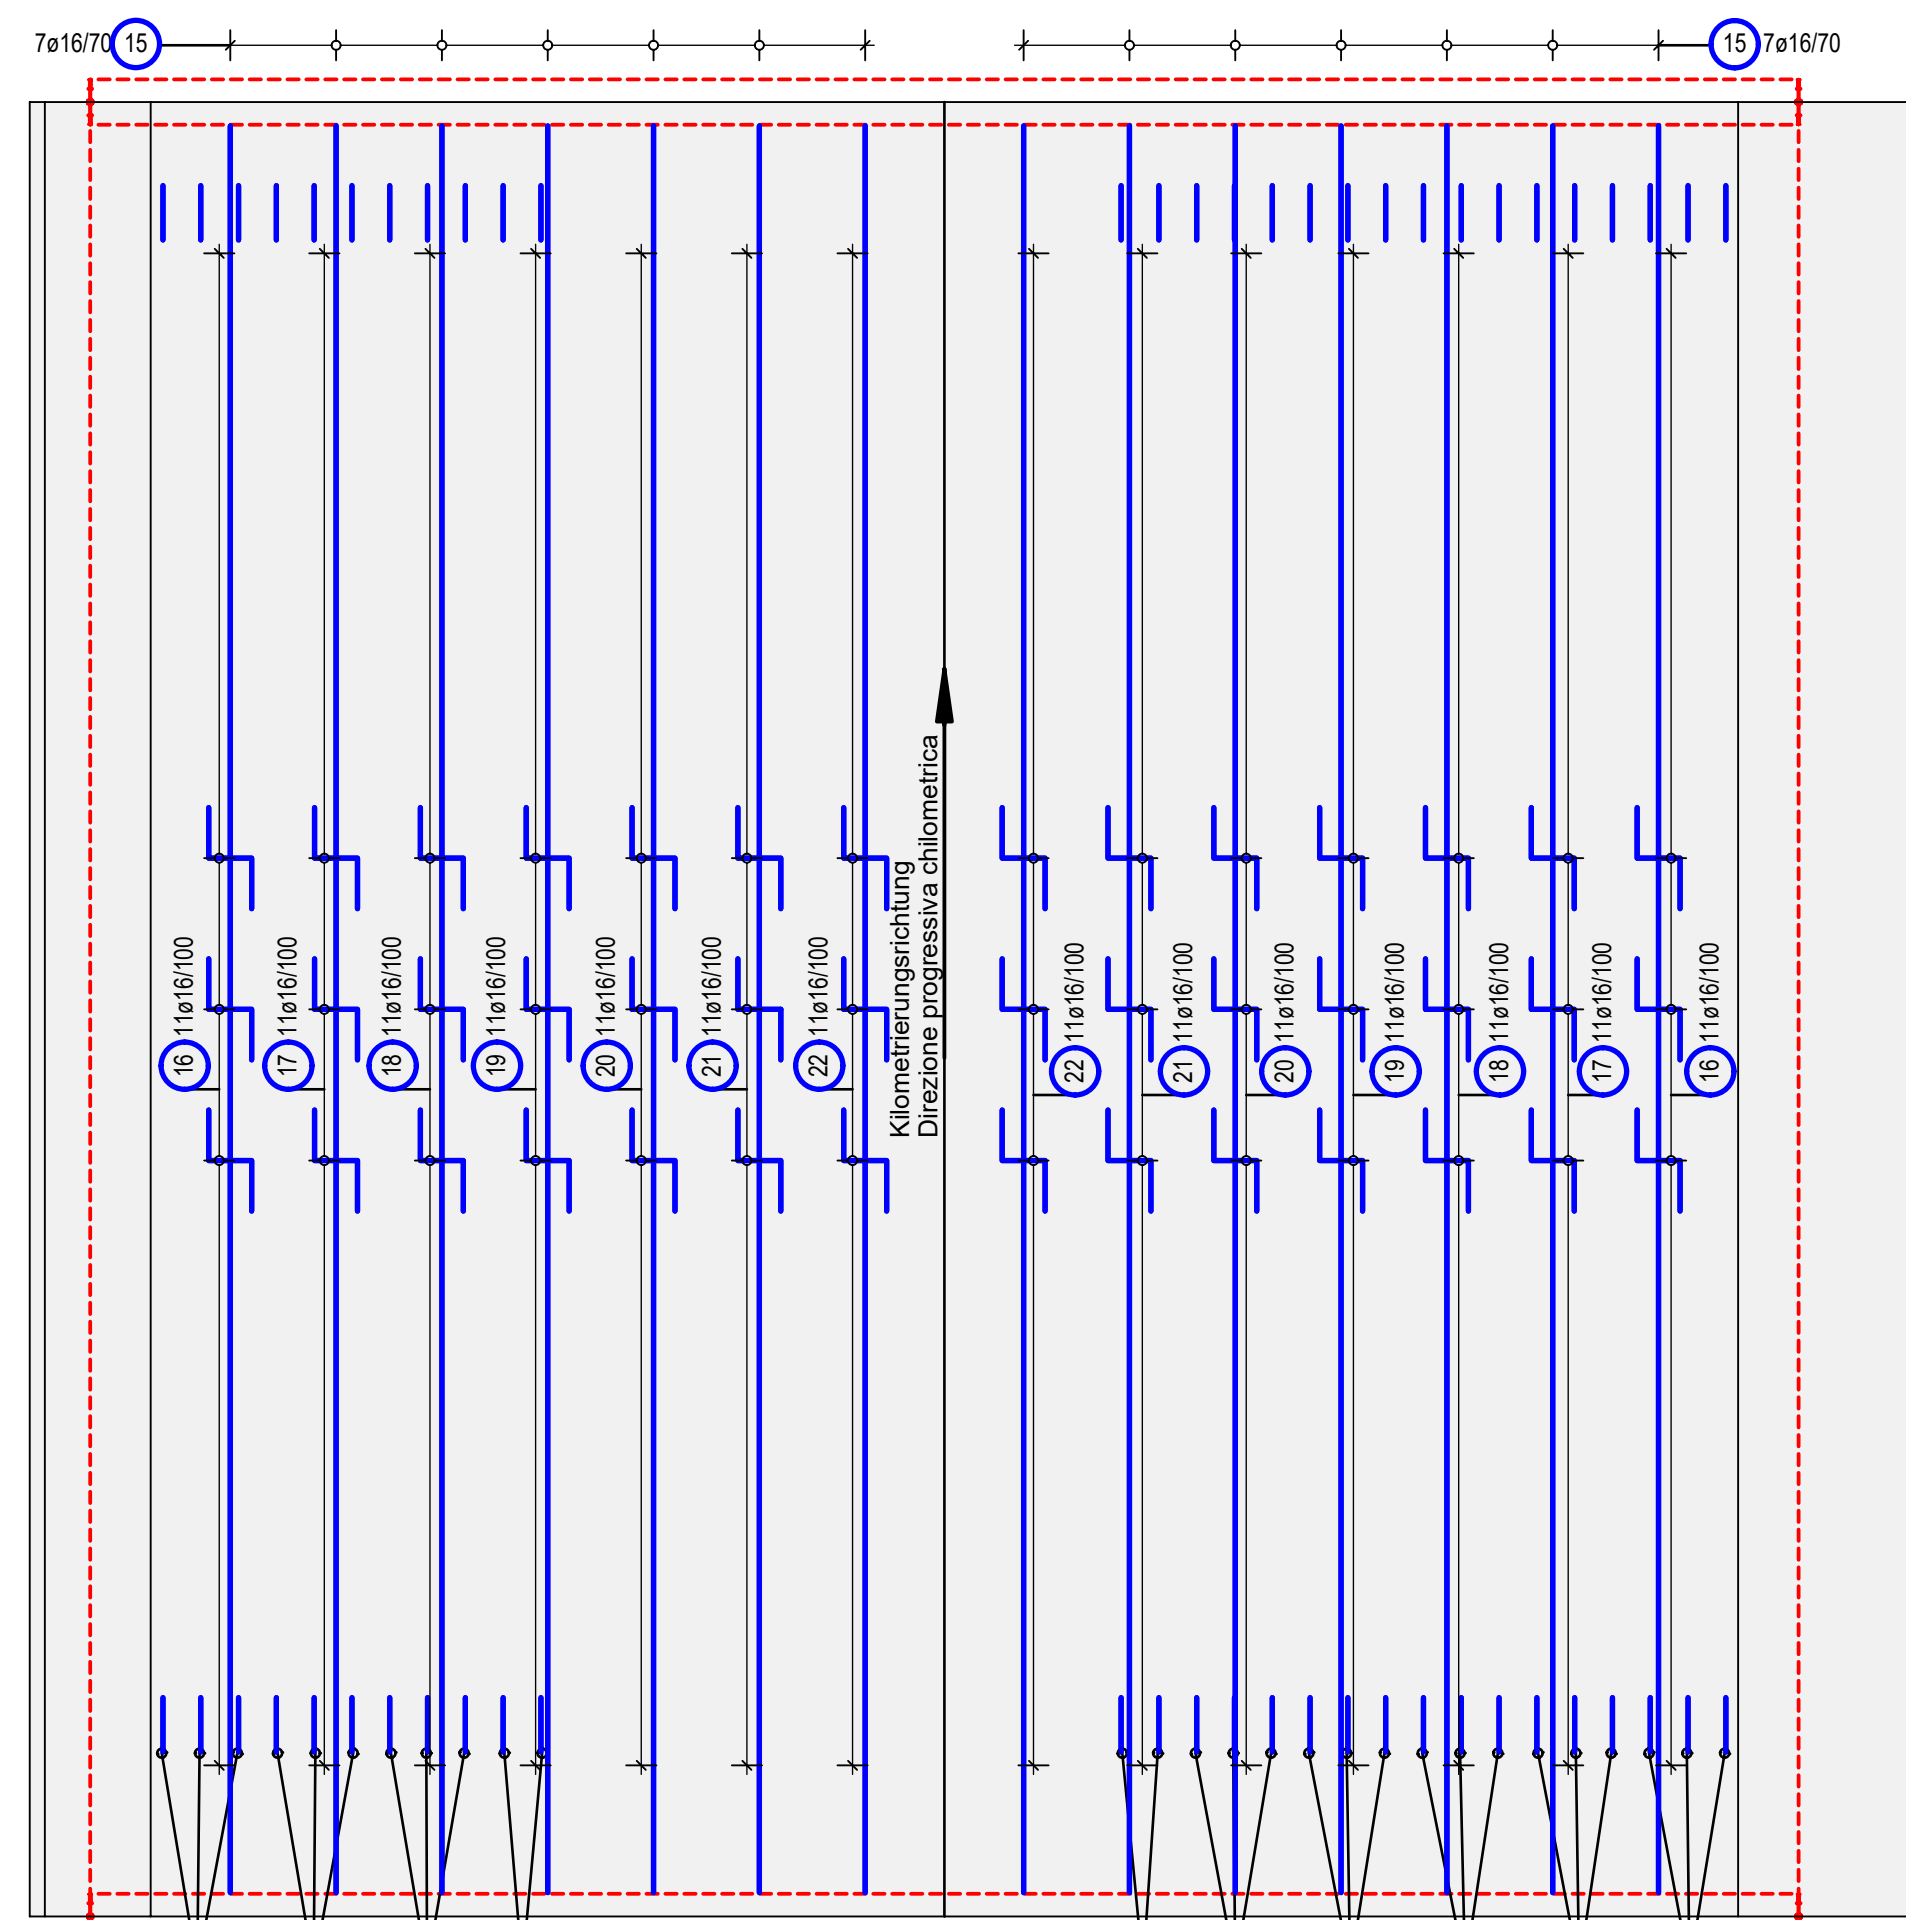 7ø16/70 15
15 7ø16/70
16 11ø16/100
17 11ø16/100
18 11ø16/100
19 11ø16/100
20 11ø16/100
21 11ø16/100
22 11ø16/100
Kilometrierungsrichtung
Direzione progressiva chilometrica
22 11ø16/100
21 11ø16/100
20 11ø16/100
19 11ø16/100
18 11ø16/100
17 11ø16/100
16 11ø16/100